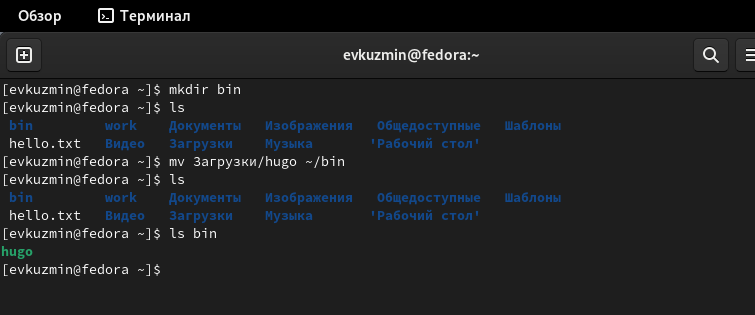 Обзор Терминал
evkuzmin@fedora:~
[evkuzmin@fedora ~]$ mkdir bin
[evkuzmin@fedora ~]$ ls
bin work Документы Изображения Общедоступные Шаблоны
hello.txt Видео Загрузки Музыка 'Рабочий стол'
[evkuzmin@fedora ~]$ mv Загрузки/hugo ~/bin
[evkuzmin@fedora ~]$ ls
bin work Документы Изображения Общедоступные Шаблоны
hello.txt Видео Загрузки Музыка 'Рабочий стол'
[evkuzmin@fedora ~]$ ls bin
hugo
[evkuzmin@fedora ~]$